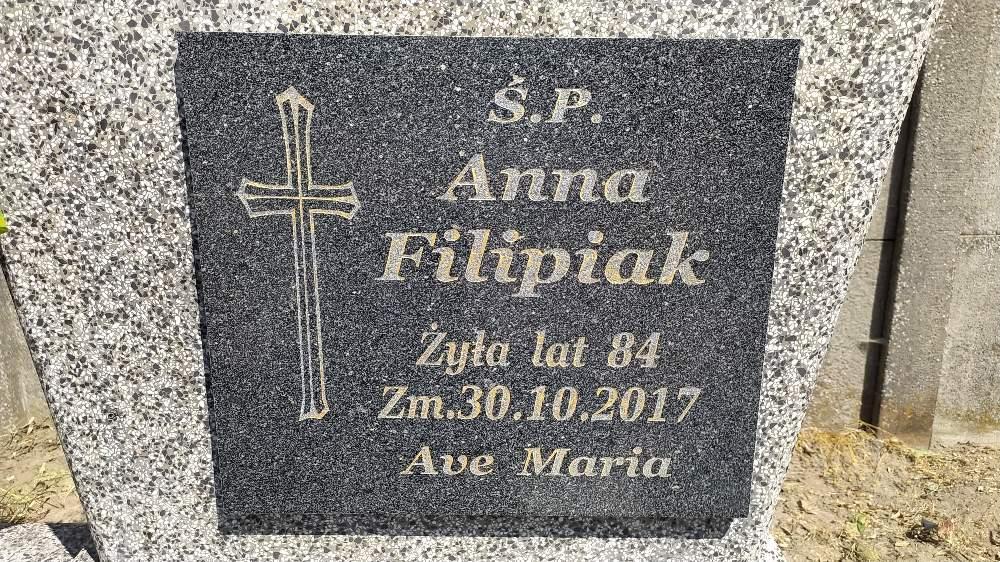 Ś.P.
Anna
Filipiak
Żyła lat 84
Zm.30.10.2017
Ave Maria